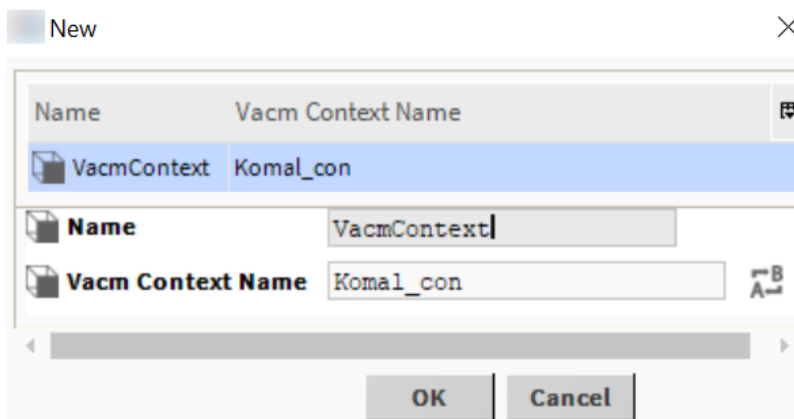 New
Name Vacm Context Name
VacmContext Komal_con
Name VacmContext
Vacm Context Name Komal_con
OK Cancel